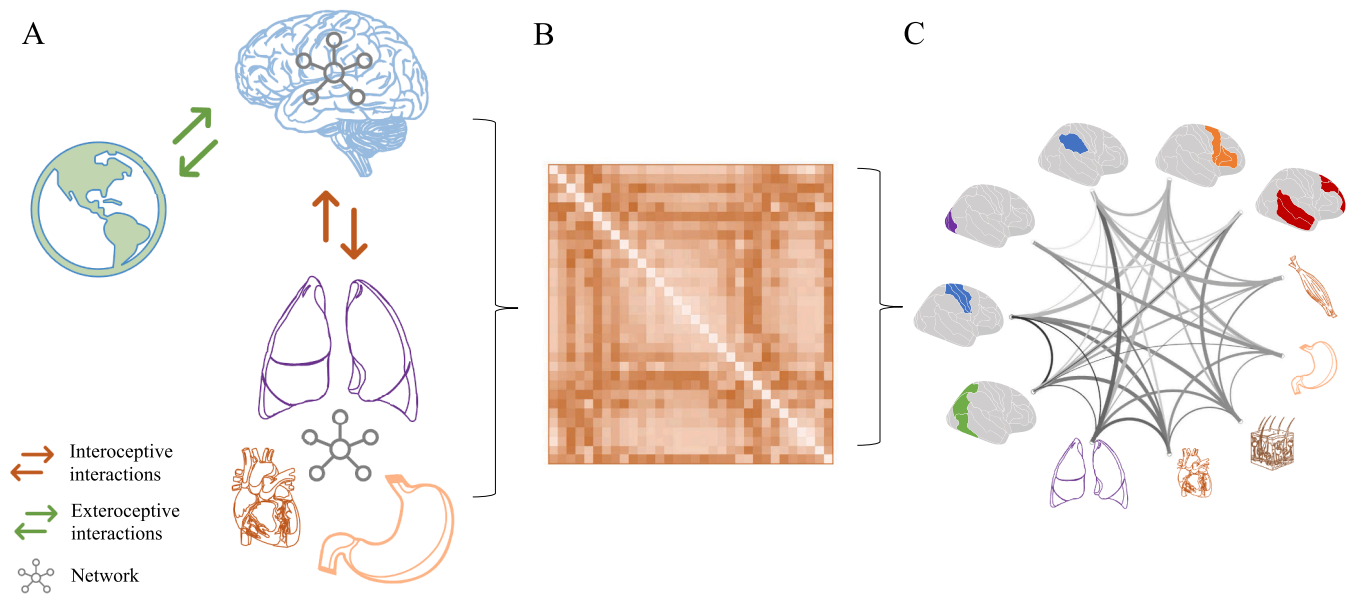 A
B
C
Interoceptive
interactions
Exteroceptive
interactions
Network